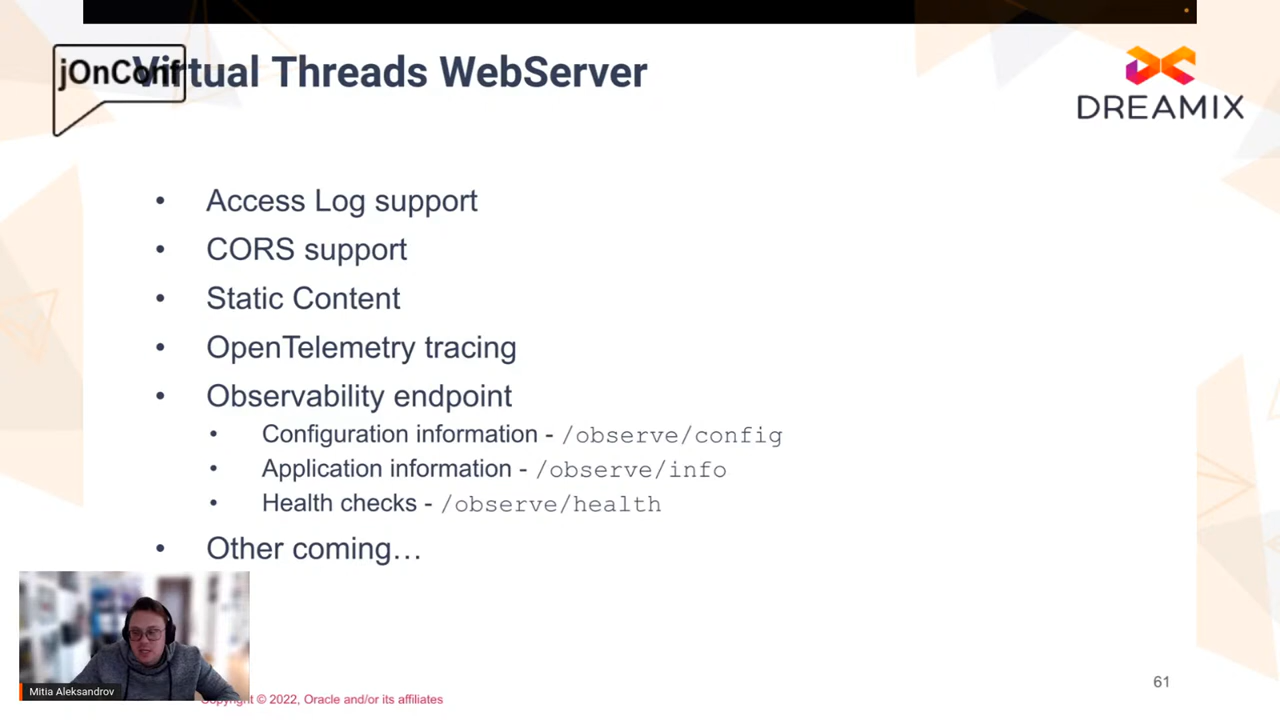 jOnConf
Virtual Threads WebServer
DREAMIX
• Access Log support
• CORS support
• Static Content
• OpenTelemetry tracing
• Observability endpoint
• Configuration information - /observe/config
• Application information - /observe/info
• Health checks - /observe/health
• Other coming…
Mitia Aleksandrov
Copyright © 2022, Oracle and/or its affiliates
61